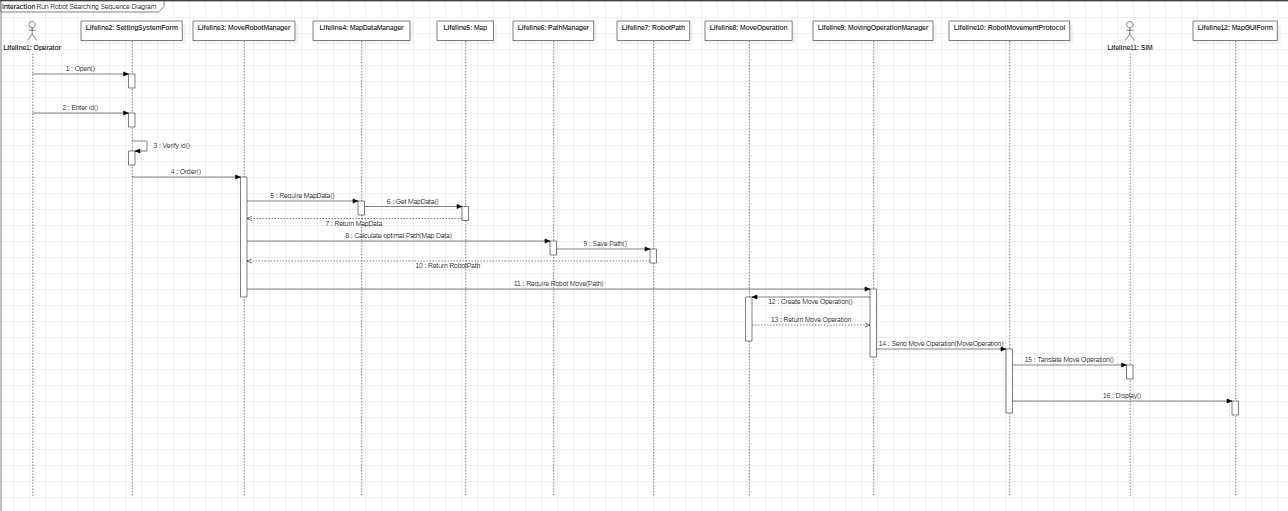 Interaction Run Robot Searching Sequence Diagram
Lifeline1: Operator
Lifeline2: SettingSystemForm
Lifeline3: MoveRobotManager
Lifeline4: MapDataManager
Lifeline5: Map
Lifeline6: PathManager
Lifeline7: RobotPath
Lifeline8: MoveOperation
Lifeline9: MovingOperationManager
Lifeline10: RobotMovementProtocol
Lifeline11: SIM
Lifeline12: MapGUIForm
1 : Open()
2 : Enter id()
3 : Verify id()
4 : Order()
5 : Require MapData()
6 : Get MapData()
7 : Return MapData
8 : Calculate optimal Path(Map Data)
9 : Save Path()
10 : Return RobotPath
11 : Require Robot Move(Path)
12 : Create Move Operation()
13 : Return Move Operation
14 : Send Move Operation(MoveOperation)
15 : Tanslate Move Operation()
16 : Display()